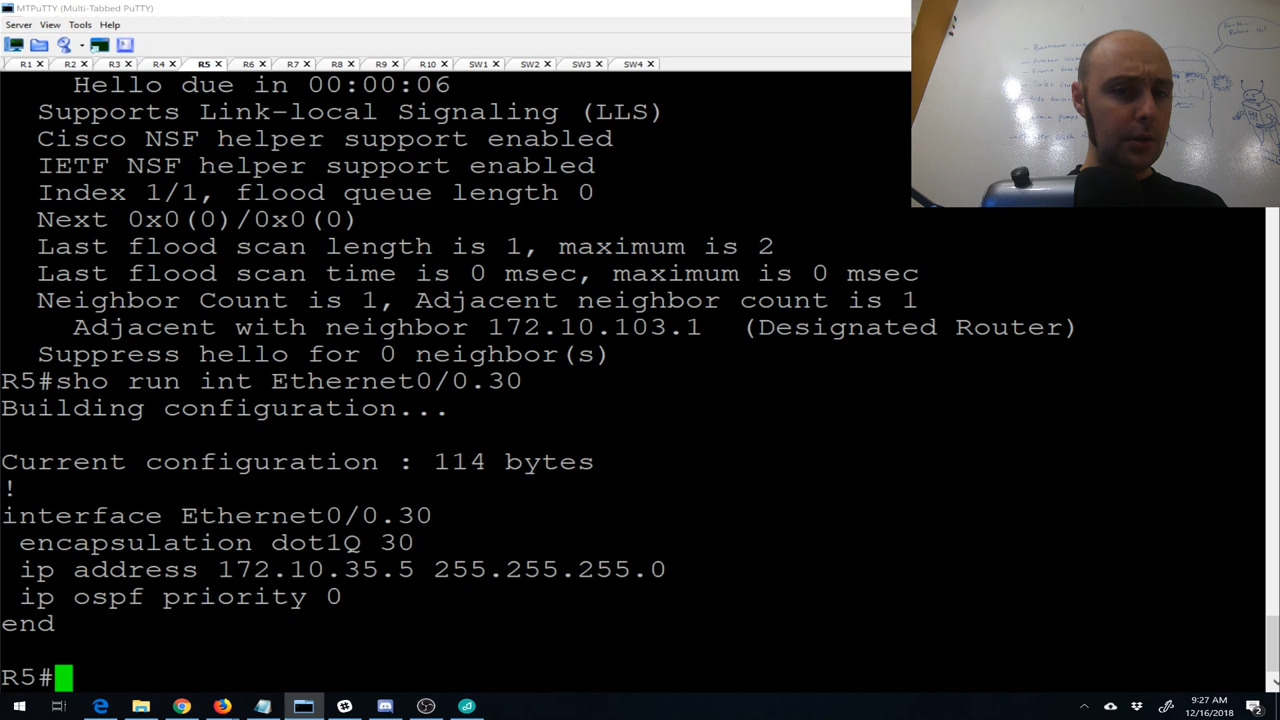 MTPuTTY (Multi-Tabbed PuTTY)
Server View Tools Help
R1 R2 R3 R4 R5 R6 R7 R8 R9 R10 SW1 SW2 SW3 SW4
Hello due in 00:00:06
Supports Link-local Signaling (LLS)
Cisco NSF helper support enabled
IETF NSF helper support enabled
Index 1/1, flood queue length 0
Next 0x0(0)/0x0(0)
Last flood scan length is 1, maximum is 2
Last flood scan time is 0 msec, maximum is 0 msec
Neighbor Count is 1, Adjacent neighbor count is 1
Adjacent with neighbor 172.10.103.1 (Designated Router)
Suppress hello for 0 neighbor(s)
R5#sho run int Ethernet0/0.30
Building configuration...
Current configuration : 114 bytes
!
interface Ethernet0/0.30
encapsulation dot1Q 30
ip address 172.10.35.5 255.255.255.0
ip ospf priority 0
end
R5#
9:27 AM
12/16/2018
2